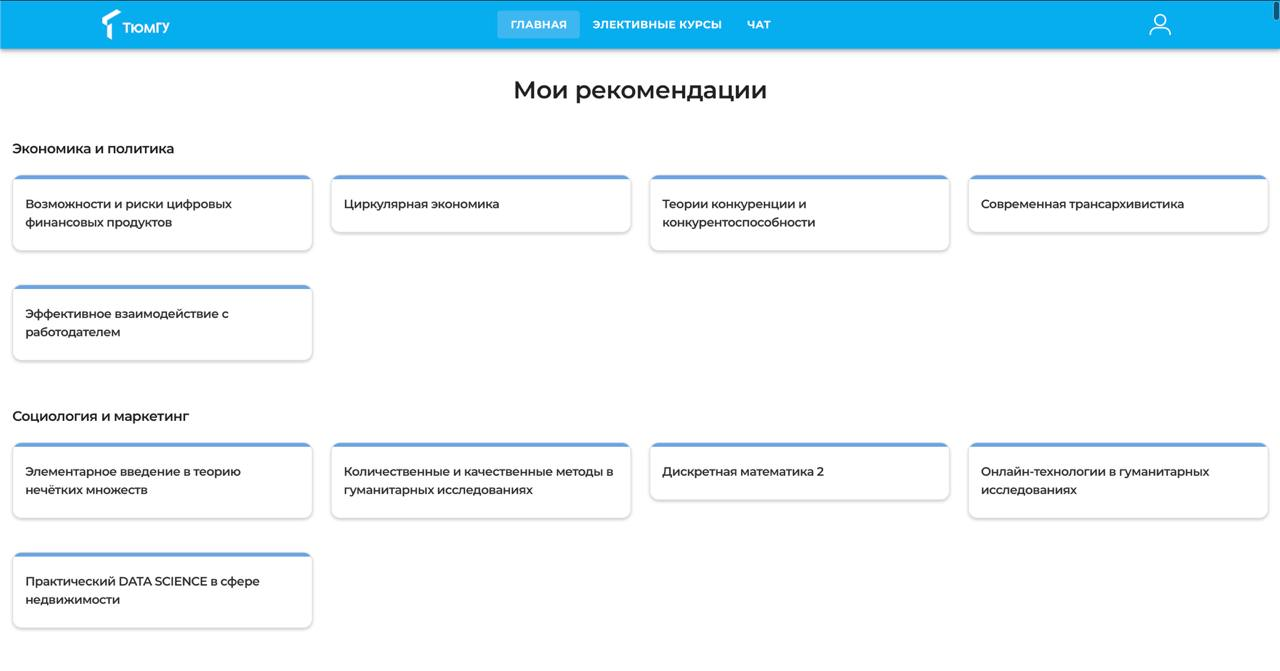 ТюмГУ
ГЛАВНАЯ
ЭЛЕКТИВНЫЕ КУРСЫ
ЧАТ
Мои рекомендации
Экономика и политика
Возможности и риски цифровых
финансовых продуктов
Циркулярная экономика
Теории конкуренции и
конкурентоспособности
Современная трансархивистика
Эффективное взаимодействие с
работодателем
Социология и маркетинг
Элементарное введение в теорию
нечётких множеств
Количественные и качественные методы в
гуманитарных исследованиях
Дискретная математика 2
Онлайн-технологии в гуманитарных
исследованиях
Практический DATA SCIENCE в сфере
недвижимости